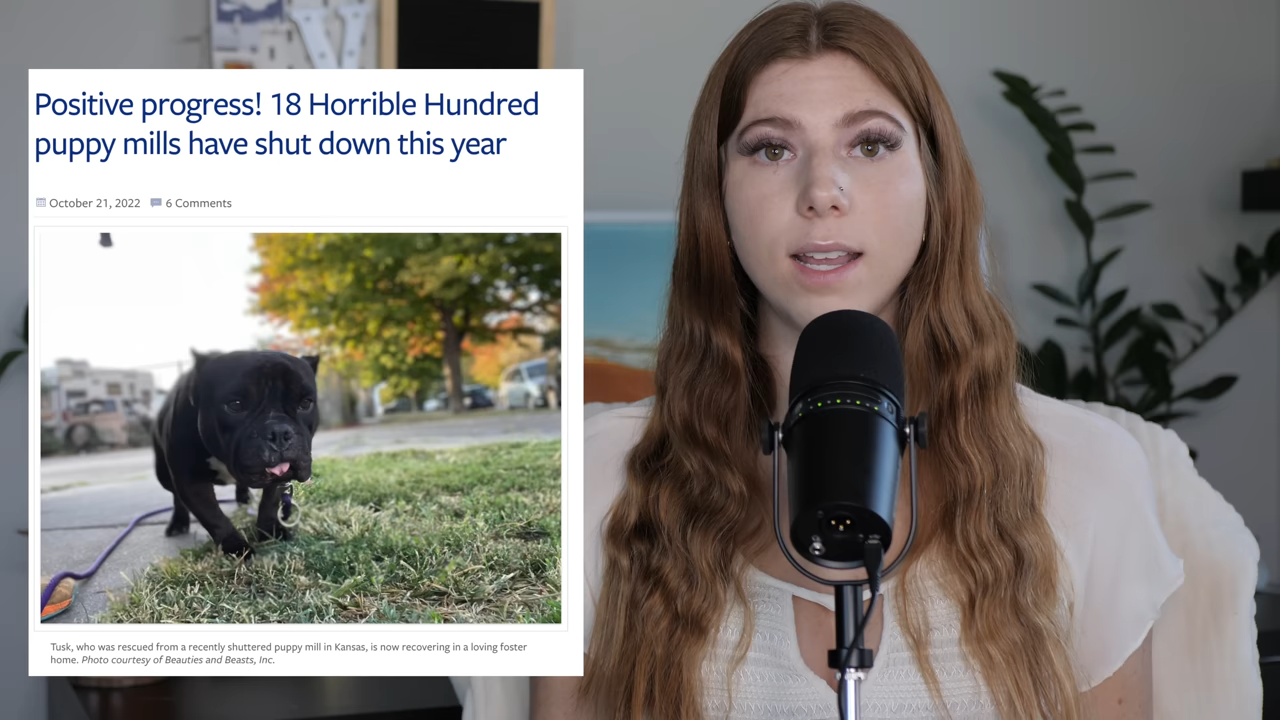 Positive progress! 18 Horrible Hundred
puppy mills have shut down this year
October 21, 2022 6 Comments
Tusk, who was rescued from a recently shuttered puppy mill in Kansas, is now recovering in a loving foster
home. Photo courtesy of Beauties and Beasts, Inc.